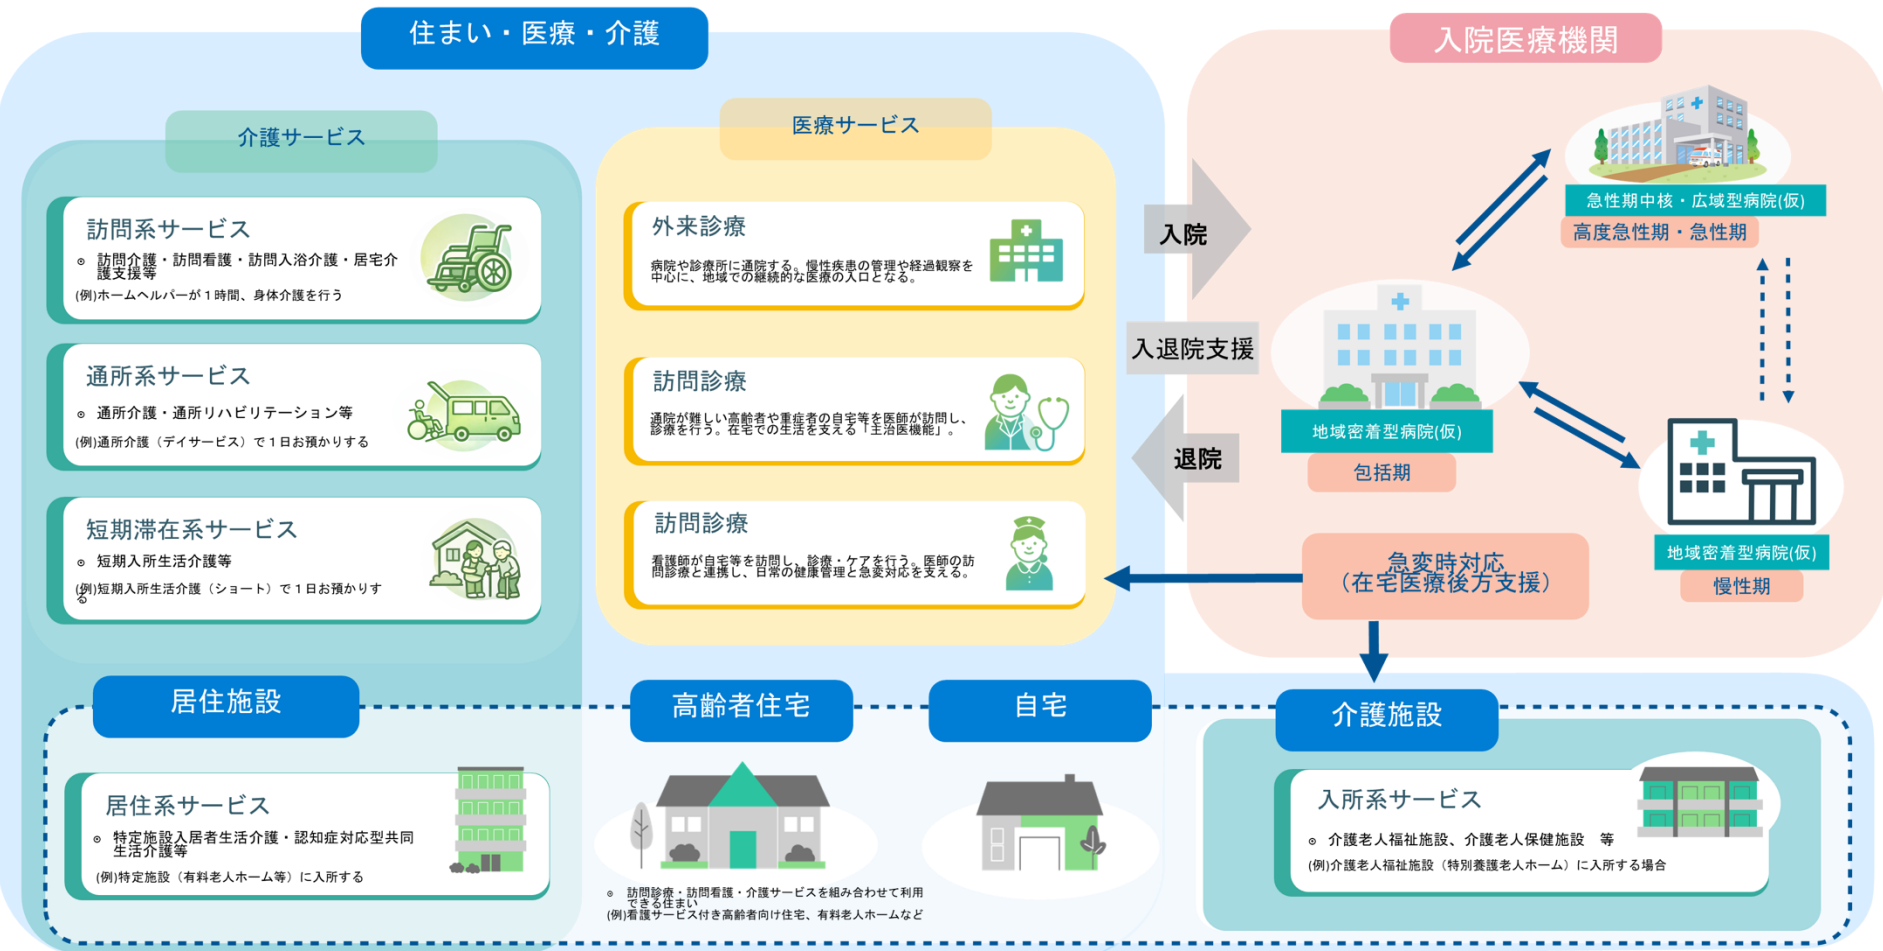 住まい・医療・介護
介護サービス
訪問系サービス
訪問介護・訪問看護・訪問入浴介護・居宅介
護支援等
(例)ホームヘルパーが１時間、身体介護を行う
通所系サービス
通所介護・通所リハビリテーション等
(例)通所介護（デイサービス）で１日お預かりする
短期滞在系サービス
短期入所生活介護等
(例)短期入所生活介護（ショート）で１日お預かりす
る
医療サービス
外来診療
病院や診療所に通院する。慢性疾患の管理や経過観察を
中心に、地域での継続的な医療の入口となる。
訪問診療
通院が難しい高齢者や重症者の自宅等を医師が訪問し、
診療を行う。在宅での生活を支える「主治医機能」。
訪問診療
看護師が自宅等を訪問し、診療・ケアを行う。医師の訪
問診療と連携し、日常の健康管理と急変対応を支える。
入院
入退院支援
退院
入院医療機関
急性期中核・広域型病院(仮)
高度急性期・急性期
地域密着型病院(仮)
包括期
地域密着型病院(仮)
慢性期
急変時対応
（在宅医療後方支援）
居住施設
居住系サービス
特定施設入居者生活介護・認知症対応型共同
生活介護等
(例)特定施設（有料老人ホーム等）に入所する
高齢者住宅
訪問診療・訪問看護・介護サービスを組み合わせて利用
できる住まい
(例)看護サービス付き高齢者向け住宅、有料老人ホームなど
自宅
介護施設
入所系サービス
介護老人福祉施設、介護老人保健施設　等
(例)介護老人福祉施設（特別養護老人ホーム）に入所する場合